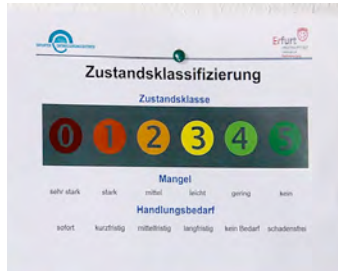 Erfurt
Zustandsklassifizierung
Zustandsklasse
0 1 2 3 4 5
Mangel
sehr stark stark mittel leicht gering kein
Handlungsbedarf
sofort kurzfristig mittelfristig langfristig kein Bedarf schadensfrei